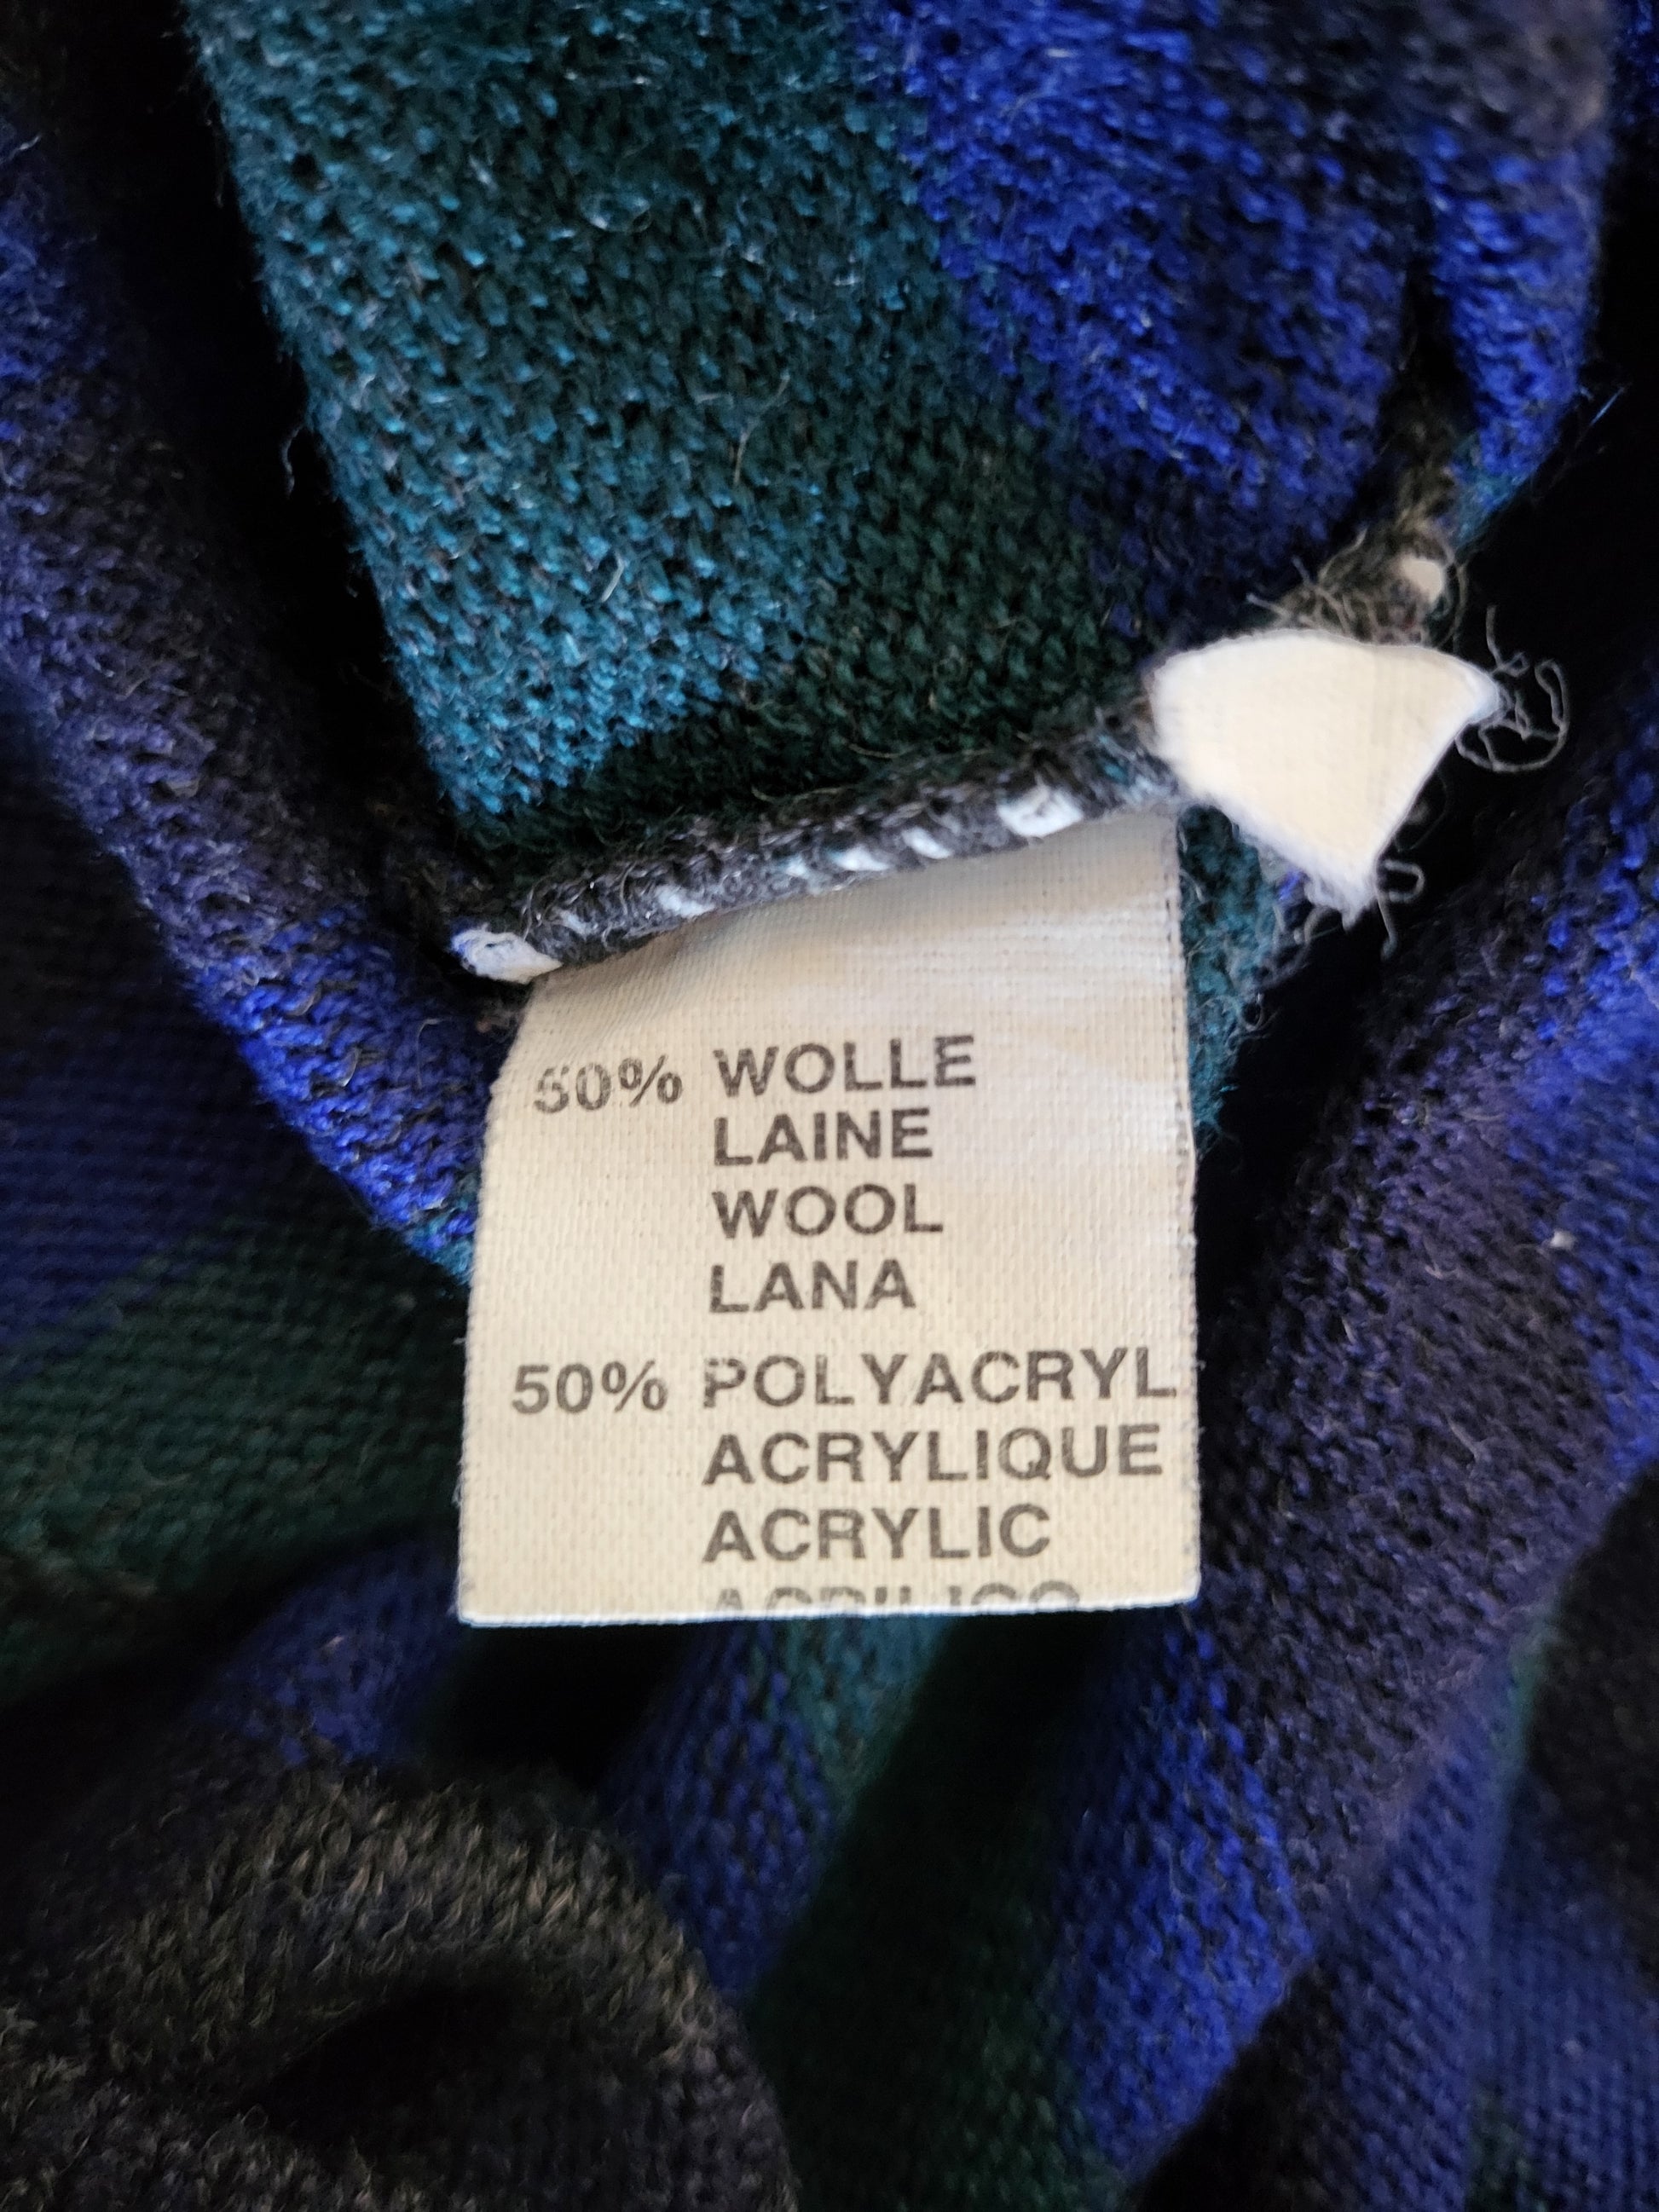 50% WOLLE
LAINE
WOOL
LANA
50% POLYACRYL
ACRYLIQUE
ACRYLIC